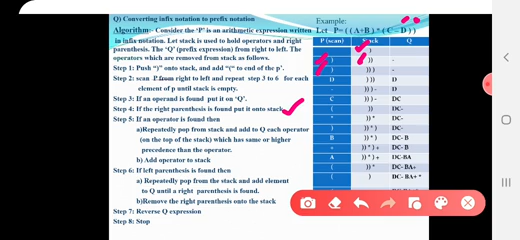 Q) Converting infix notation to prefix notation
Algorithm - Consider the 'P' is an arithmetic expression written
in infix notation. Let stack is used to hold operators and right
parenthesis. The 'Q' (prefix expression) from right to left. The
operators which are removed from stack as follows.
Step 1: Push ")" onto stack, and add "(" to end of the p'.
Step 2: scan P from right to left and repeat step 3 to 6 for each
element of p until stack is empty.
Step 3: If an operand is found put it on 'Q'.
Step 4: If the right parenthesis is found put it onto stack
Step 5: If an operator is found then
a)Repeatedly pop from stack and add to Q each operator
(on the top of the stack) which has same or higher
precedence than the operator.
b) Add operator to stack
Step 6: If left parenthesis is found then
a) Repeatedly pop from the stack and add element
to Q until a right parenthesis is found.
b)Remove the right parenthesis onto the stack
Step 7: Reverse Q expression
Step 8: Stop
Example:
Let P= ( ( A+B ) * ( C – D ) )
P (scan) Stack Q
)
) )) -
) ))) -
D ))) D
- ))) - D
C ))) - DC
( )) DC-
* )) * DC-
) )) * ) DC-
B )) * ) DC- B
+ )) * ) + DC- B
A )) * ) + DC-BA
( )) * DC- BA+
( ) DC- BA+ *